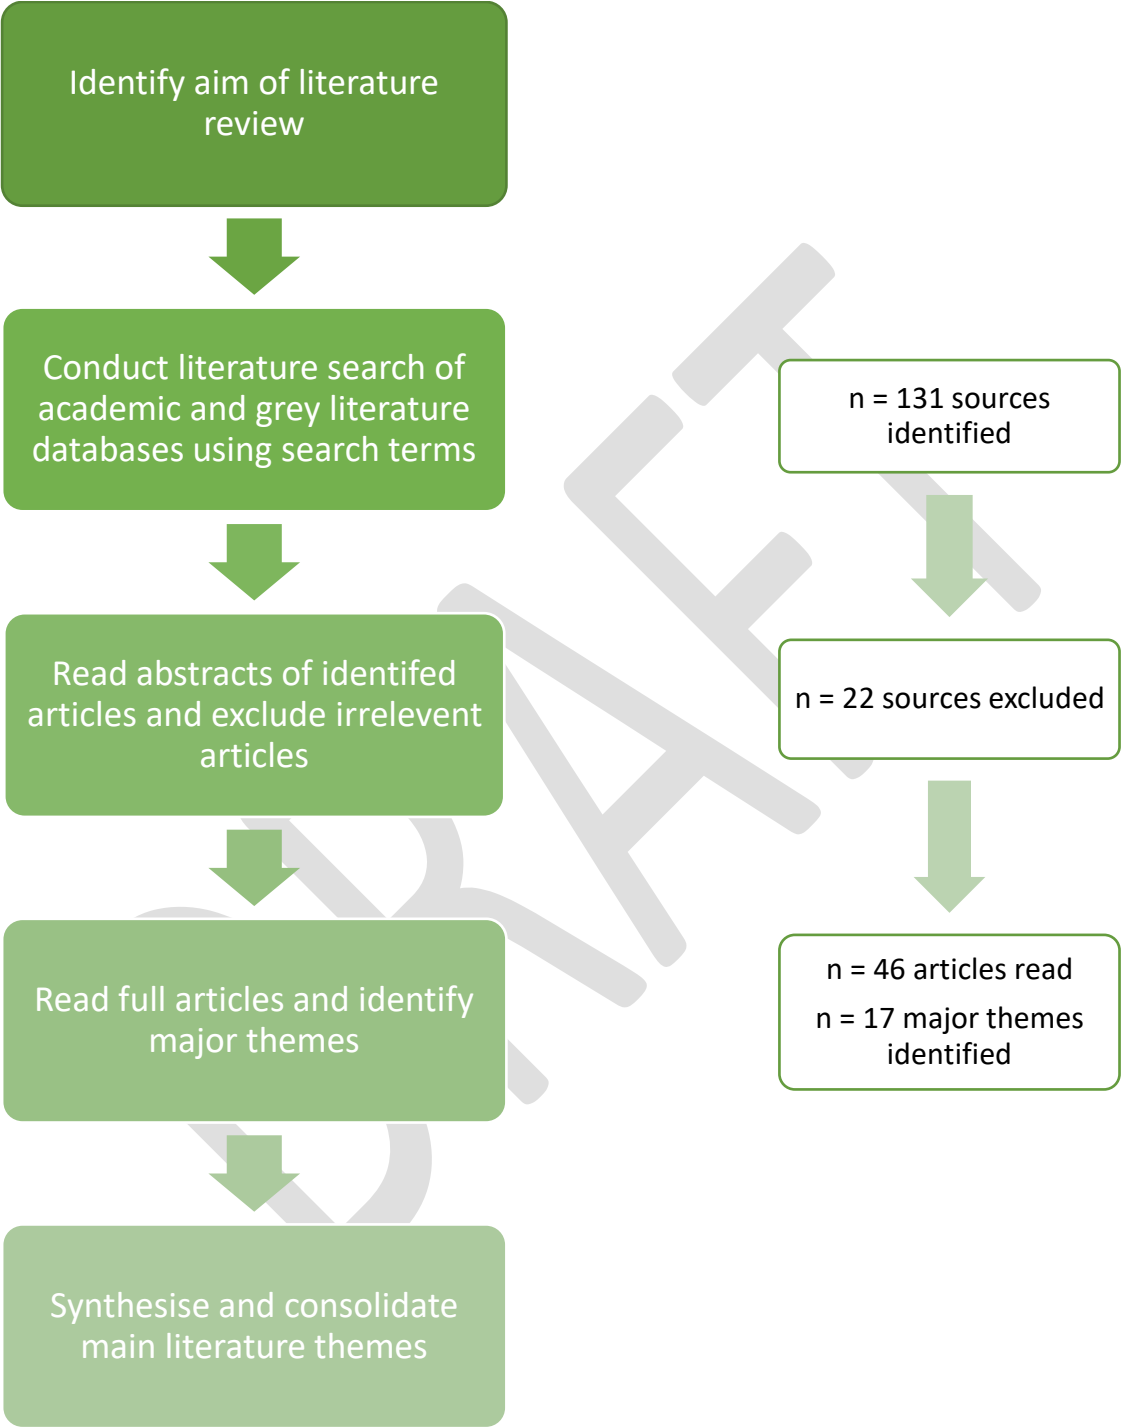 Identify aim of literature
review
Conduct literature search of
academic and grey literature
databases using search terms
n = 131 sources
identified
Read abstracts of identifed
articles and exclude irrelevent
articles
n = 22 sources excluded
Read full articles and identify
major themes
n = 46 articles read
n = 17 major themes
identified
Synthesise and consolidate
main literature themes
DRAFT